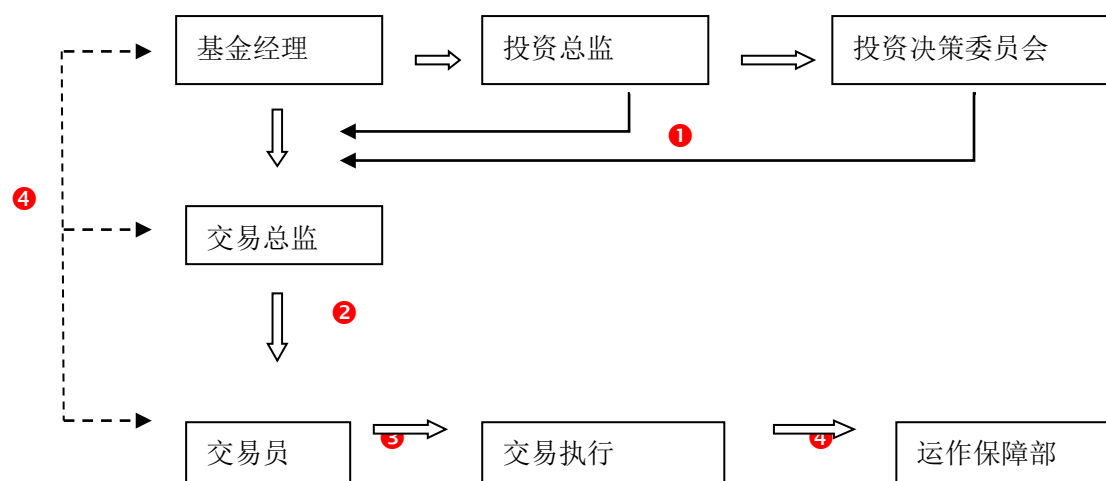 基金经理
投资总监
投资决策委员会
❶
❹
交易总监
❷
交易员
❸
交易执行
❹
运作保障部